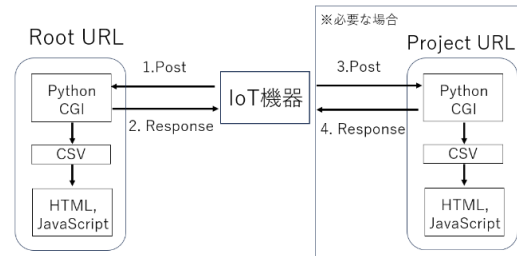 ※必要な場合
Root URL
Project URL
1.Post
3.Post
Python
CGI
IoT機器
Python
CGI
2. Response
4. Response
CSV
CSV
HTML,
JavaScript
HTML,
JavaScript